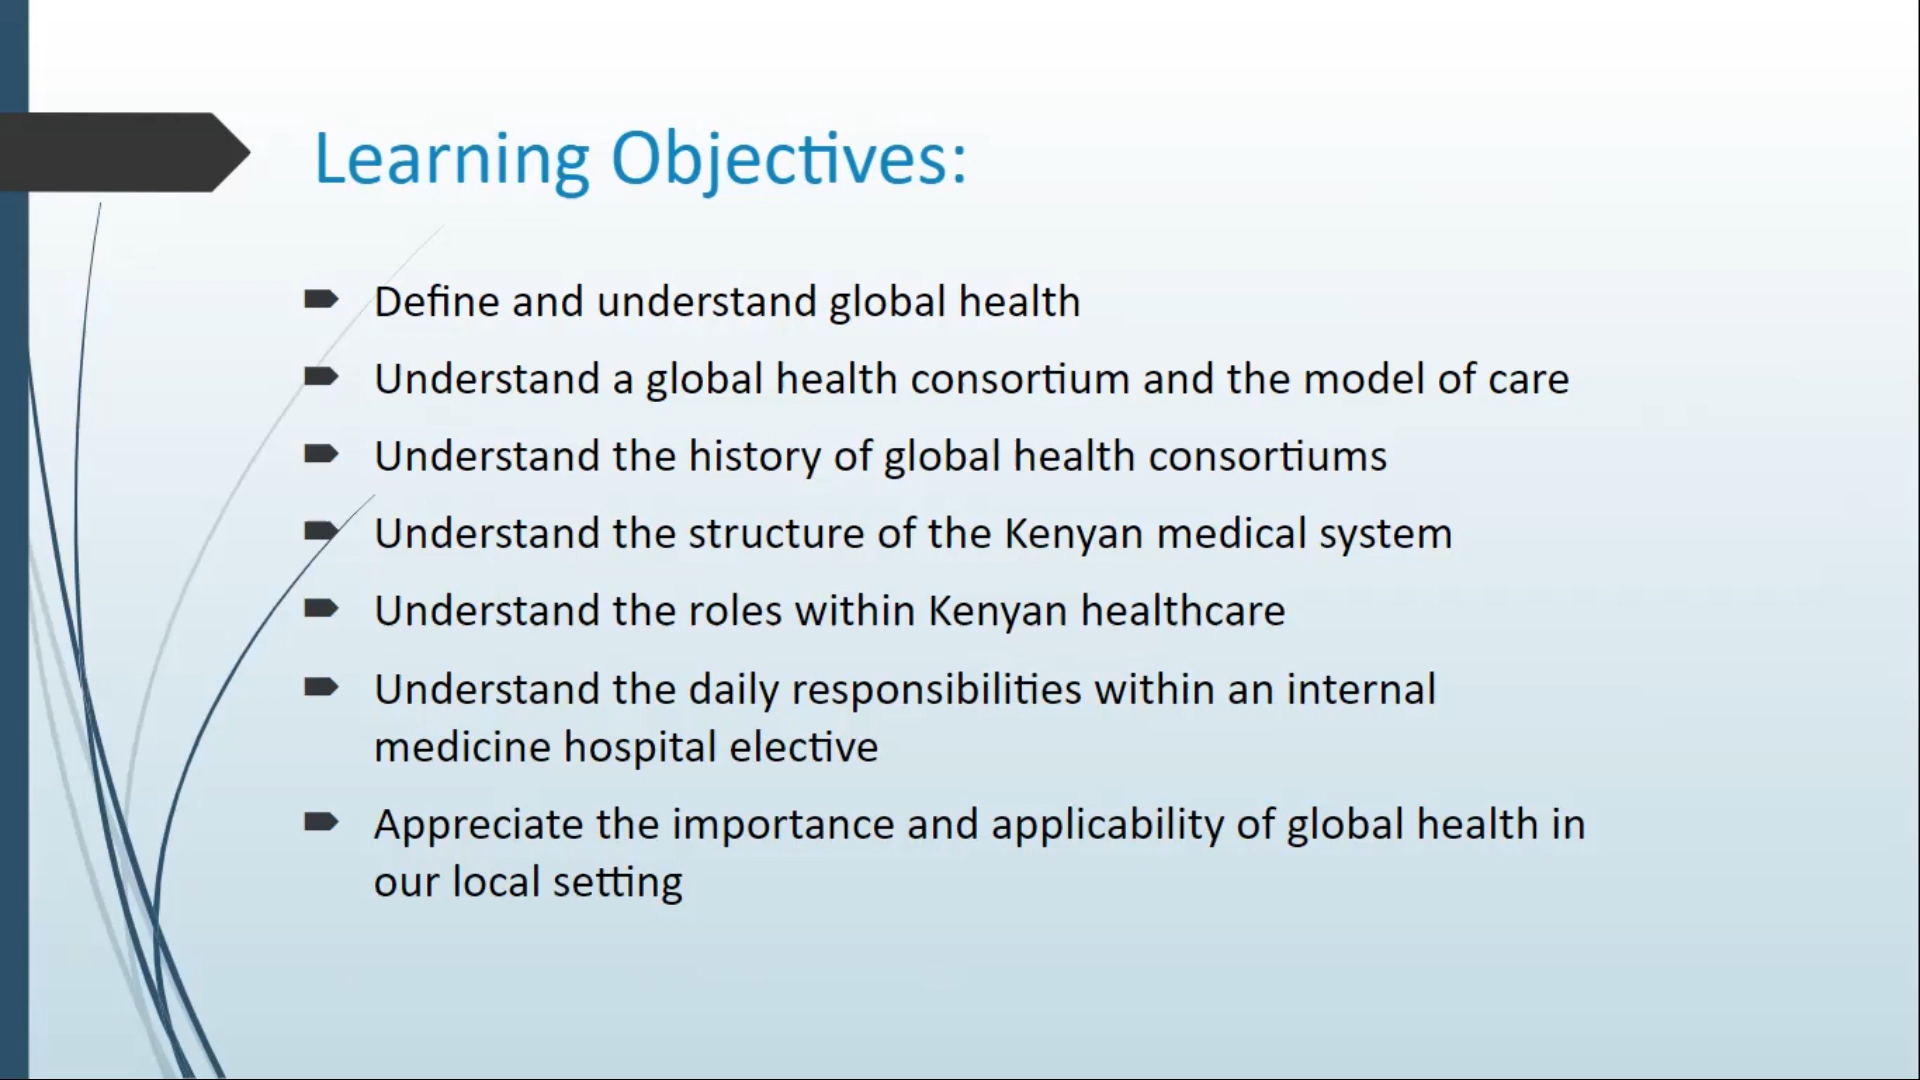 Learning Objectives:
Define and understand global health
Understand a global health consortium and the model of care
Understand the history of global health consortiums
Understand the structure of the Kenyan medical system
Understand the roles within Kenyan healthcare
Understand the daily responsibilities within an internal
medicine hospital elective
Appreciate the importance and applicability of global health in
our local setting